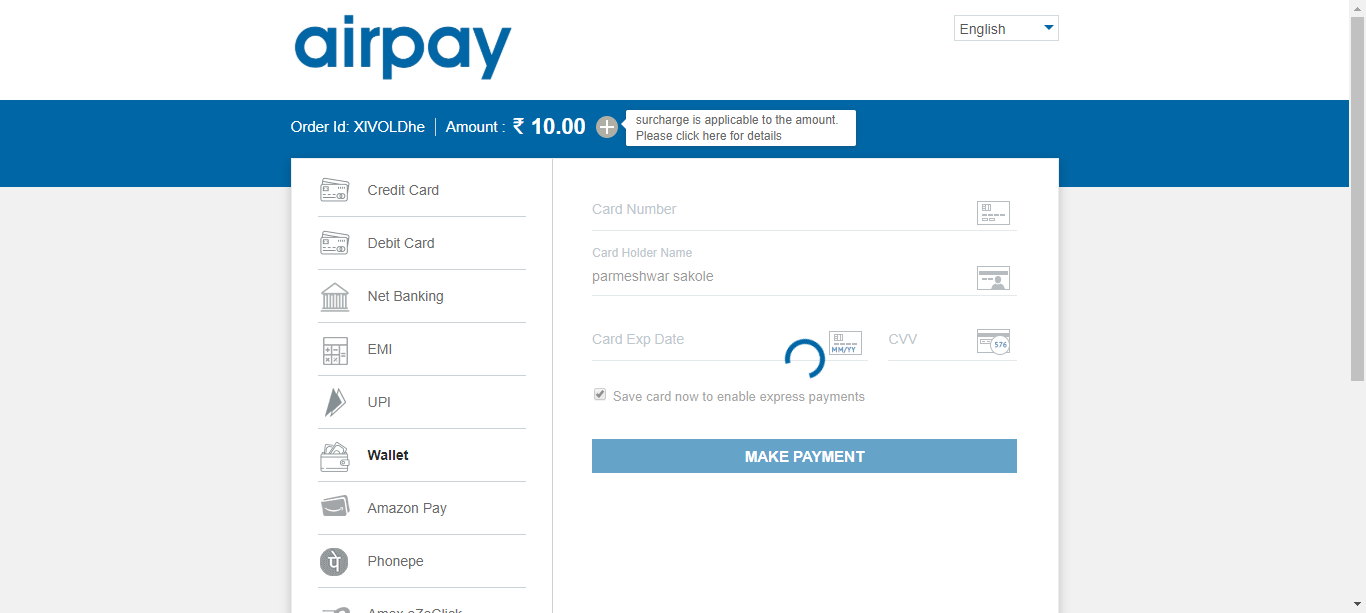 airpay
English
Order Id: XIVOLDhe
Amount : ₹ 10.00
surcharge is applicable to the amount.
Please click here for details
Credit Card
Debit Card
Net Banking
EMI
UPI
Wallet
Amazon Pay
Phonepe
Amex eZeClick
Card Number
Card Holder Name
parmeshwar sakole
Card Exp Date
MM/YY
CVV
576
Save card now to enable express payments
MAKE PAYMENT